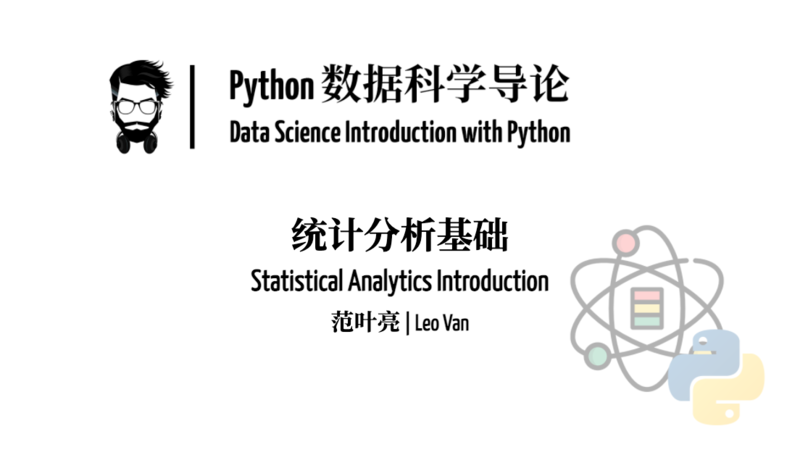 Python 数据科学导论
Data Science Introduction with Python
统计分析基础
Statistical Analytics Introduction
范叶亮 | Leo Van